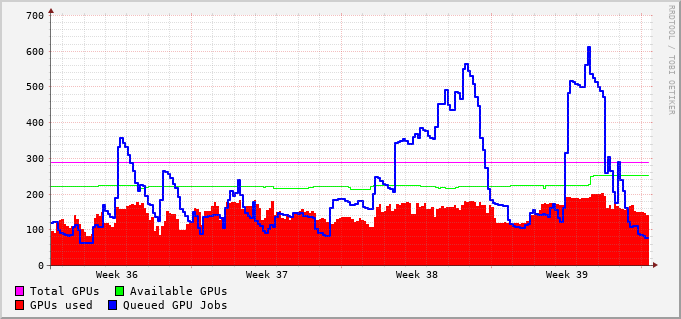 700
600
500
400
300
200
100
0
Week 36 Week 37 Week 38 Week 39
Total GPUs Available GPUs
GPUs used Queued GPU Jobs
RRDTOOL / TOBI OETIKER